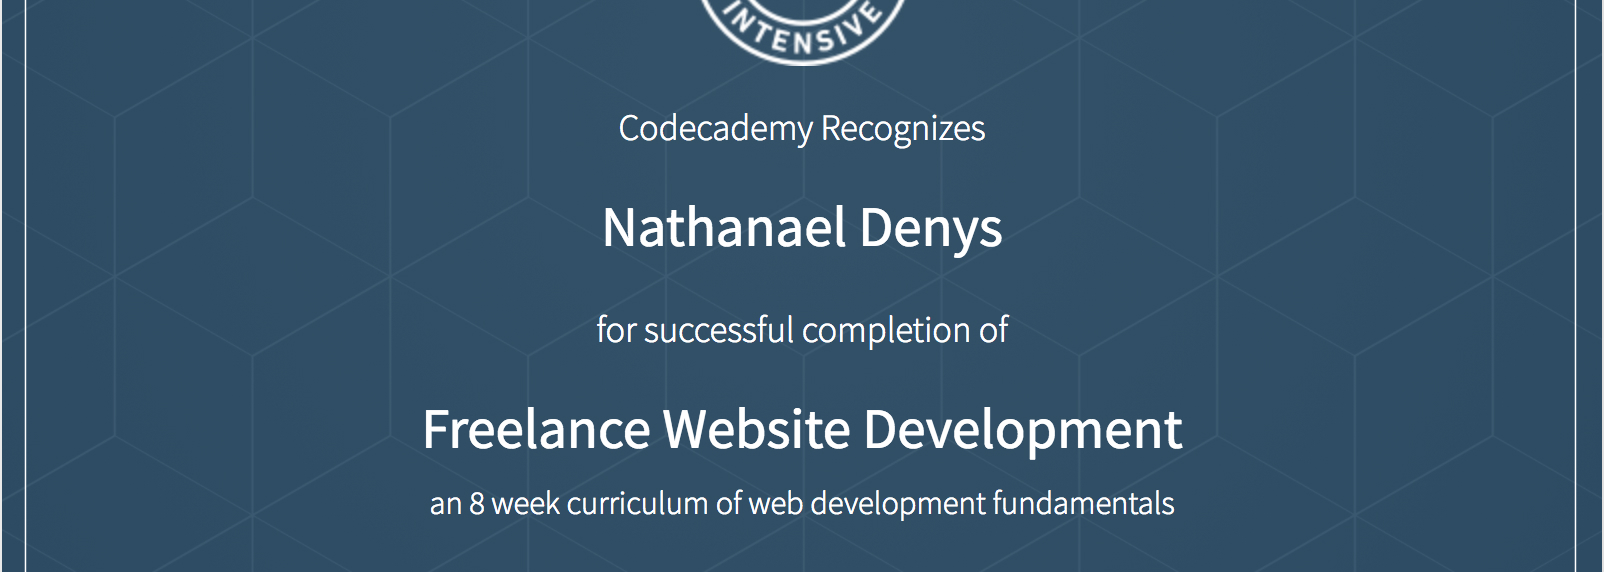 INTENSIVE
Codecademy Recognizes
Nathanael Denys
for successful completion of
Freelance Website Development
an 8 week curriculum of web development fundamentals